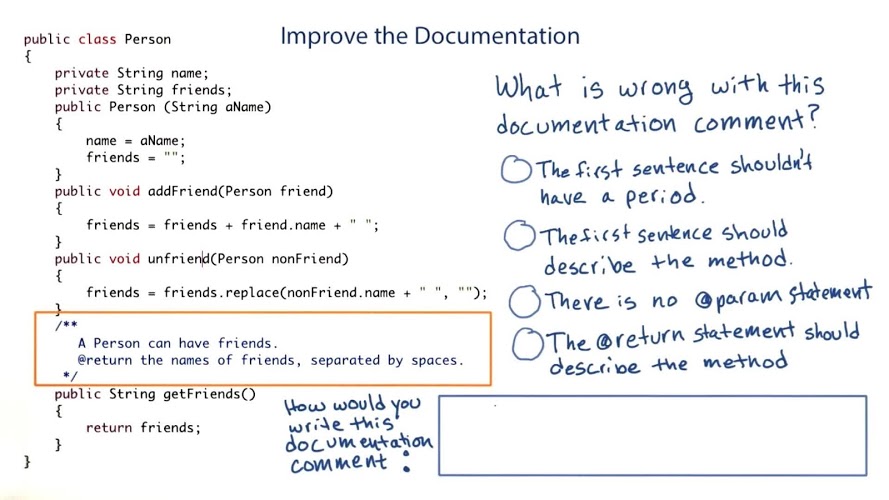 Improve the Documentation
public class Person
{
private String name;
private String friends;
public Person (String aName)
{
name = aName;
friends = "";
}
public void addFriend(Person friend)
{
friends = friends + friend.name + " ";
}
public void unfriend(Person nonFriend)
{
friends = friends.replace(nonFriend.name + " ", "");
}
/**
A Person can have friends.
@return the names of friends, separated by spaces.
*/
public String getFriends()
{
return friends;
}
}
What is wrong with this
documentation comment?
The first sentence shouldn't
have a period.
The first sentence should
describe the method.
There is no @param statement
The @return statement should
describe the method
How would you
write this
documentation
comment: